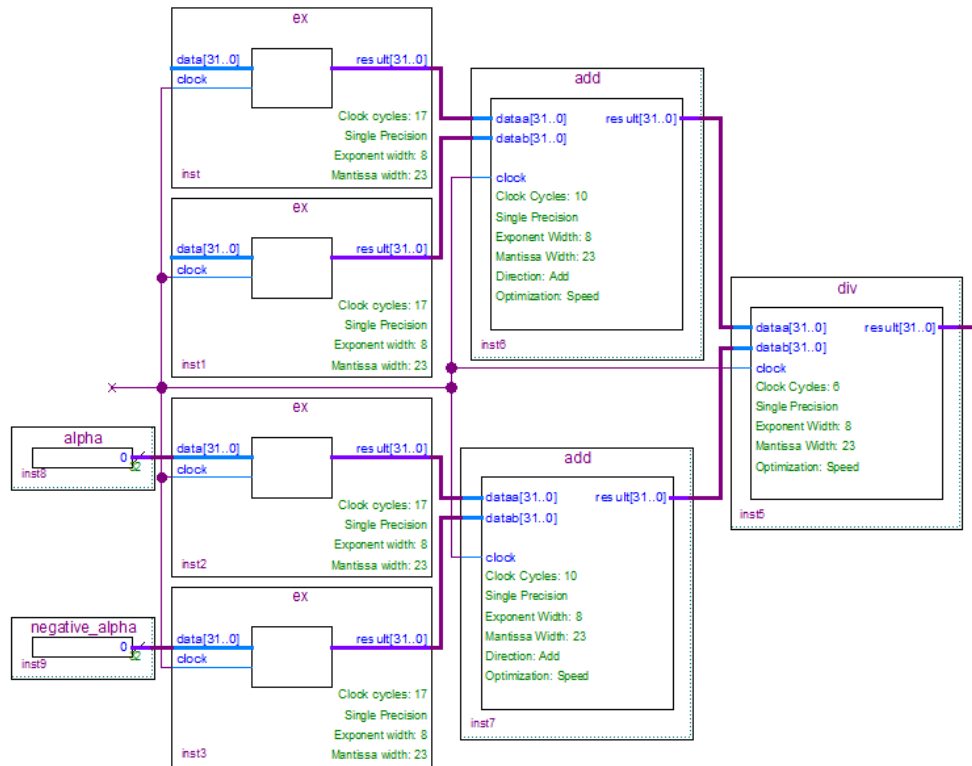 ex
data[31..0] result[31..0]
clock
Clock cycles: 17
Single Precision
Exponent width: 8
Mantissa width: 23
inst
ex
data[31..0] result[31..0]
clock
Clock cycles: 17
Single Precision
Exponent width: 8
Mantissa width: 23
inst1
add
dataa[31..0] result[31..0]
datab[31..0]
clock
Clock Cycles: 10
Single Precision
Exponent Width: 8
Mantissa Width: 23
Direction: Add
Optimization: Speed
inst6
div
dataa[31..0] result[31..0]
datab[31..0]
clock
Clock Cycles: 6
Single Precision
Exponent Width: 8
Mantissa Width: 23
Optimization: Speed
inst5
alpha
0
32
inst8
ex
data[31..0] result[31..0]
clock
Clock cycles: 17
Single Precision
Exponent width: 8
Mantissa width: 23
inst2
add
dataa[31..0] result[31..0]
datab[31..0]
clock
Clock Cycles: 10
Single Precision
Exponent Width: 8
Mantissa Width: 23
Direction: Add
Optimization: Speed
inst7
negative_alpha
0
32
inst9
ex
data[31..0] result[31..0]
clock
Clock cycles: 17
Single Precision
Exponent width: 8
Mantissa width: 23
inst3